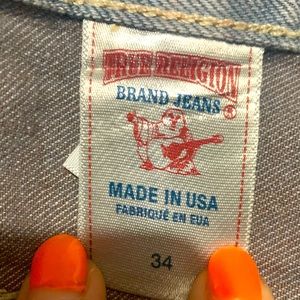 TRUE RELIGION
BRAND JEANS
MADE IN USA
FABRIQUÉ EN EUA
34